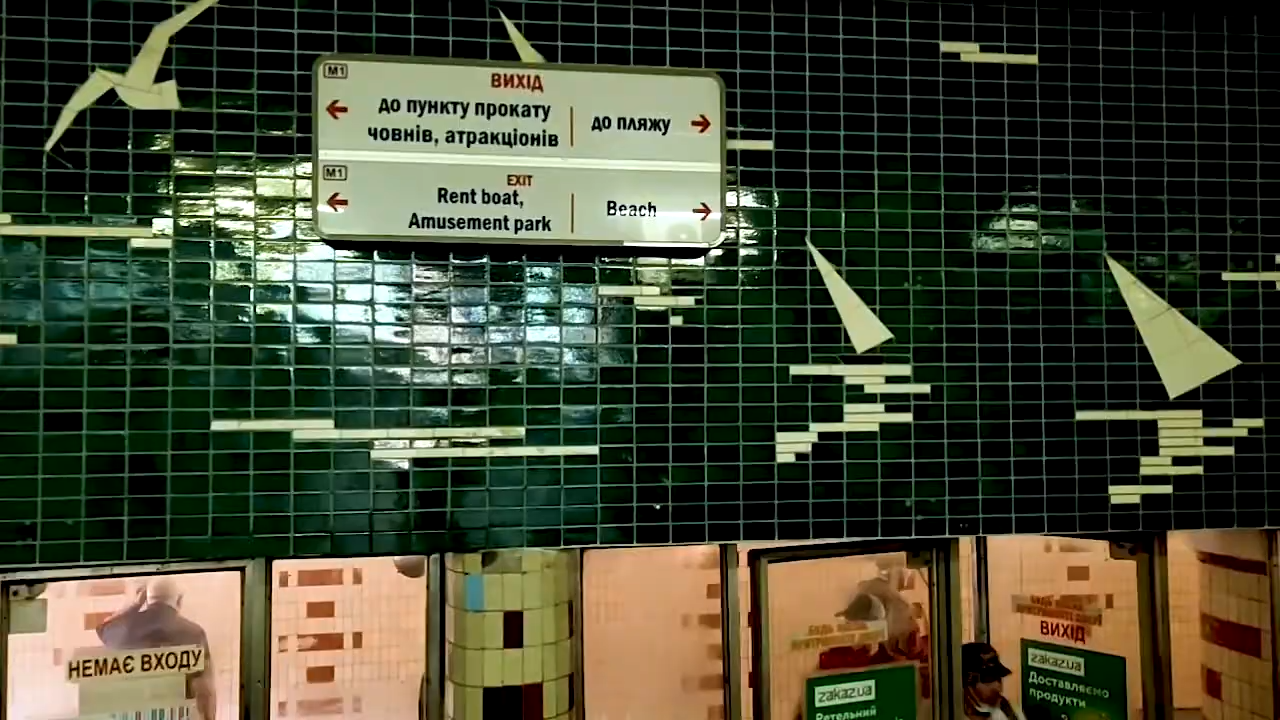 M1
ВИХІД
до пункту прокату
човнів, атракціонів
до пляжу
M1
EXIT
Rent boat,
Amusement park
Beach
НЕМАЄ ВХОДУ
zakaz.ua
Ретельний
ВИХІД
zakaz.ua
Доставляємо
продукти